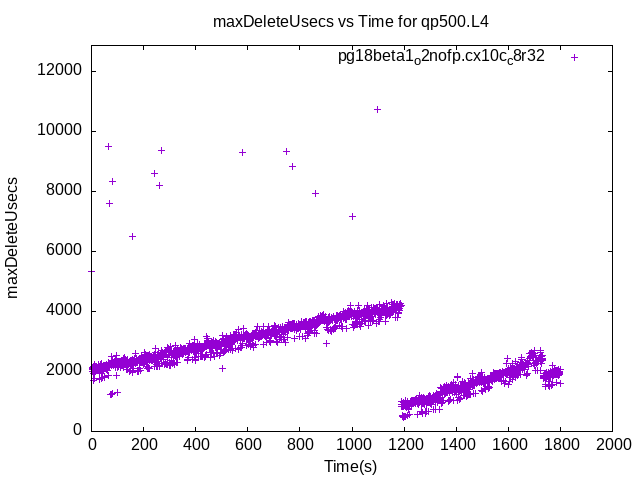 maxDeleteUsecs vs Time for qp500.L4
pg18beta1o2nofp.cx10cc8r32
12000
10000
8000
6000
4000
2000
0
maxDeleteUsecs
0 200 400 600 800 1000 1200 1400 1600 1800 2000
Time(s)